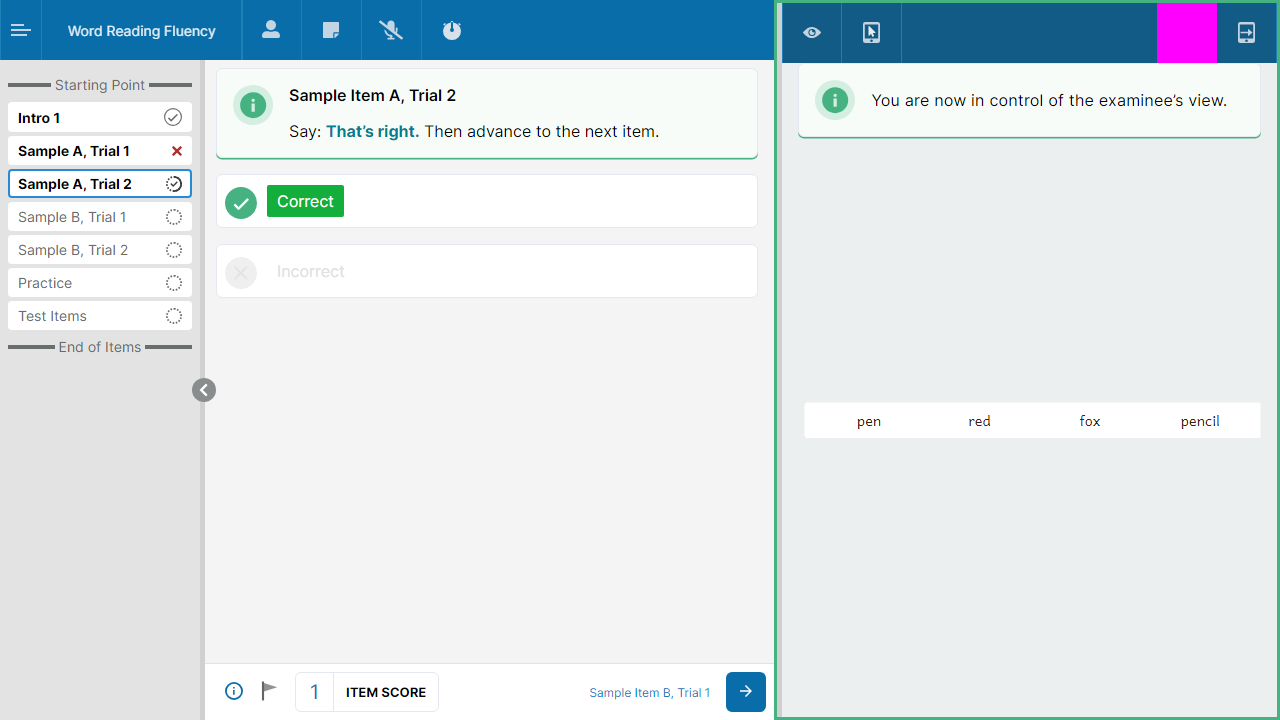 Word Reading Fluency
Starting Point
Intro 1
Sample A, Trial 1
Sample A, Trial 2
Sample B, Trial 1
Sample B, Trial 2
Practice
Test Items
End of Items
Sample Item A, Trial 2
Say: That’s right. Then advance to the next item.
Correct
Incorrect
1 ITEM SCORE
Sample Item B, Trial 1
You are now in control of the examinee’s view.
pen red fox pencil